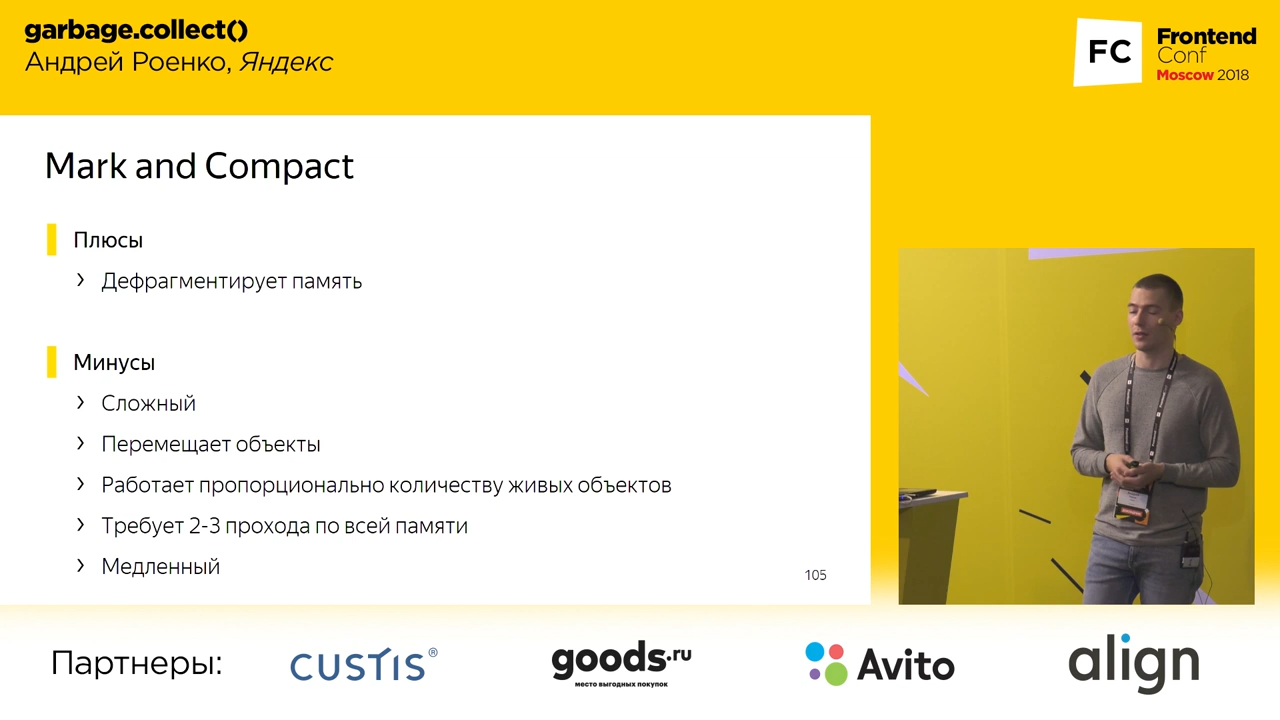 garbage.collect()
Андрей Роенко, Яндекс
FC
Frontend
Conf
Moscow 2018
Mark and Compact
Плюсы
› Дефрагментирует память
Минусы
› Сложный
› Перемещает объекты
› Работает пропорционально количеству живых объектов
› Требует 2-3 прохода по всей памяти
› Медленный
105
Партнеры:
CUSTIS®
goods.ru
место выгодных покупок
Avito
align